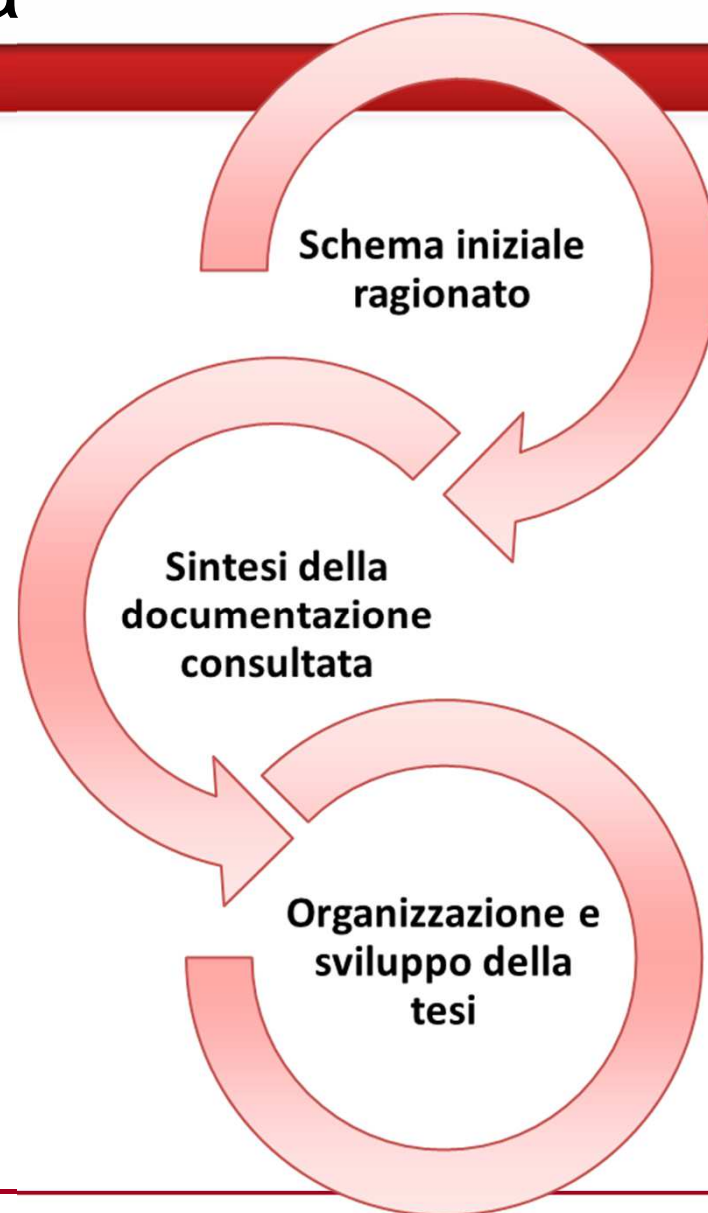 Schema iniziale
ragionato
Sintesi della
documentazione
consultata
Organizzazione e
sviluppo della
tesi